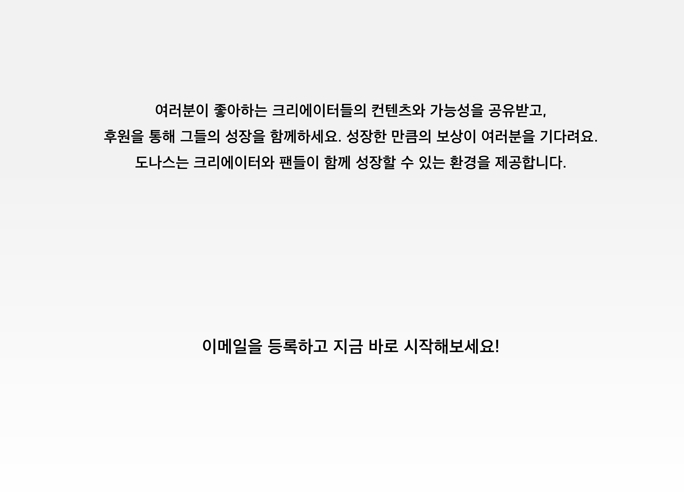 여러분이 좋아하는 크리에이터들의 컨텐츠와 가능성을 공유받고,
후원을 통해 그들의 성장을 함께하세요. 성장한 만큼의 보상이 여러분을 기다려요.
도나스는 크리에이터와 팬들이 함께 성장할 수 있는 환경을 제공합니다.
이메일을 등록하고 지금 바로 시작해보세요!